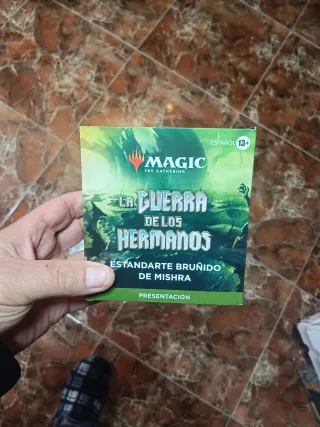 ESPAÑOL 13+
MAGIC
THE GATHERING
LA GUERRA
DE LOS
HERMANOS
ESTANDARTE BRUÑIDO
DE MISHRA
PRESENTACIÓN